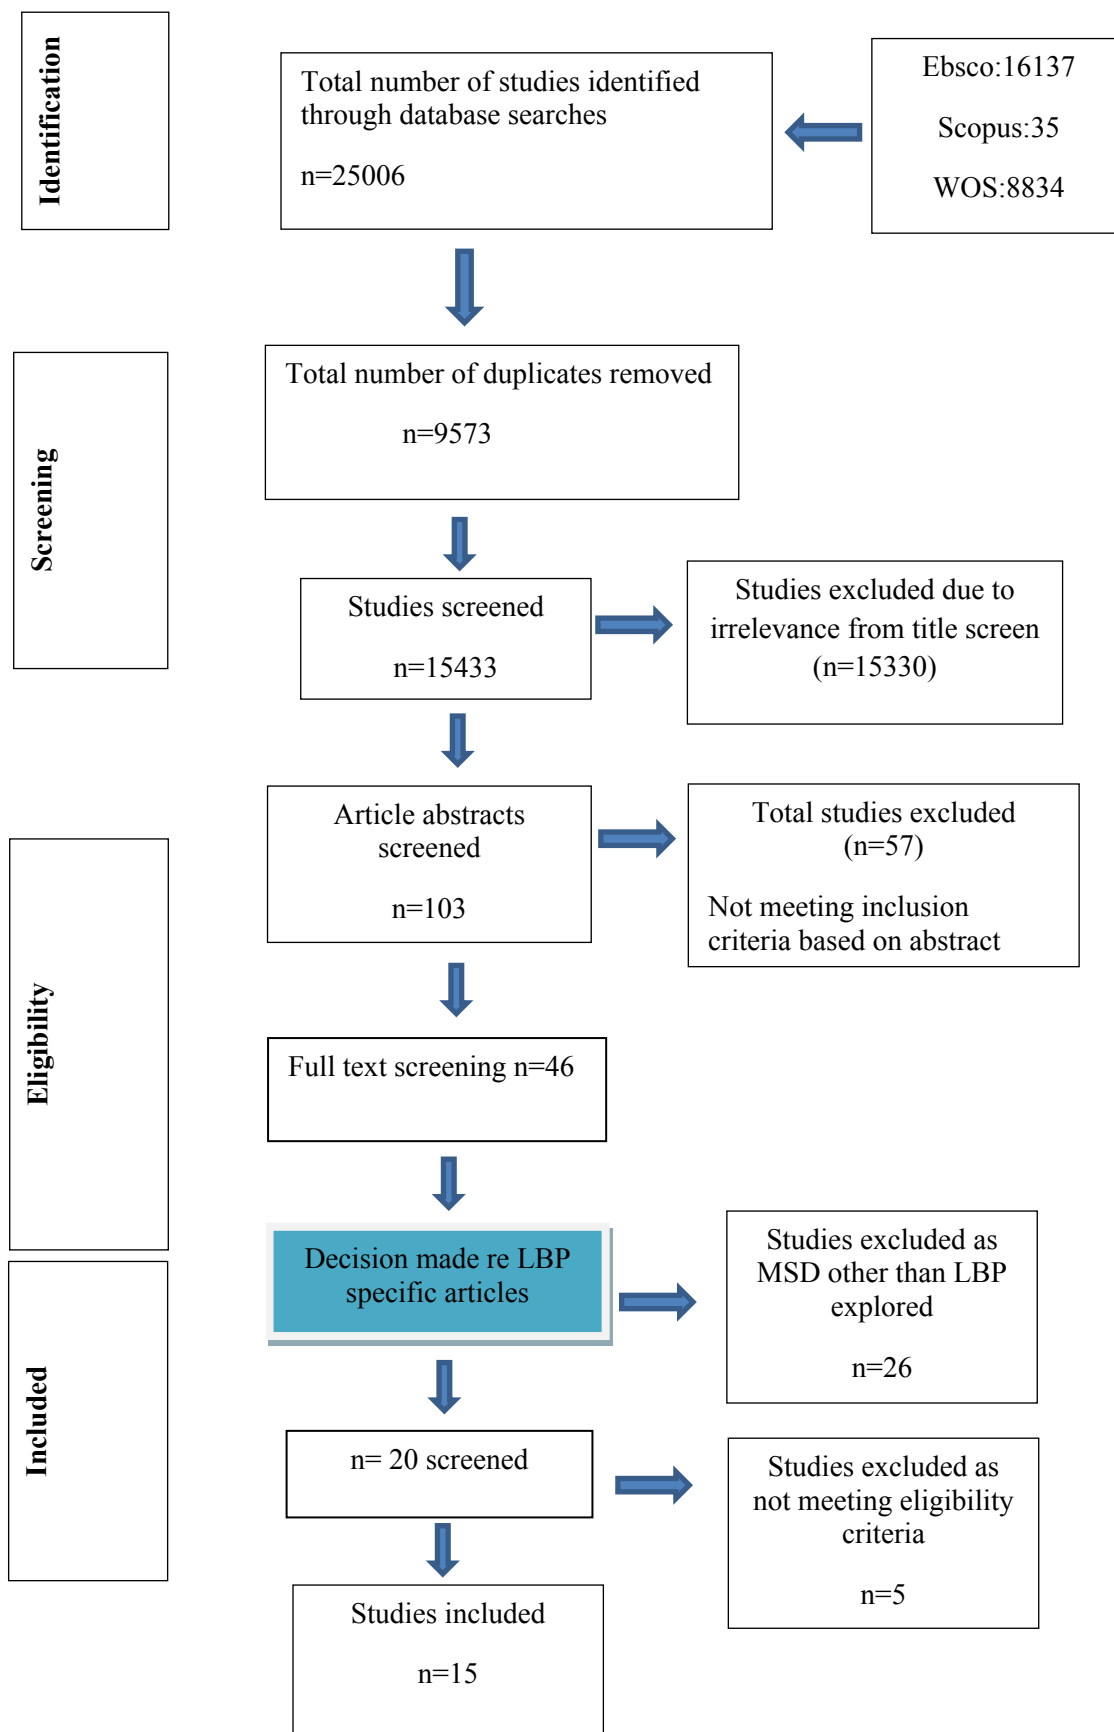 Identification
Total number of studies identified
through database searches
n=25006
Ebsco:16137
Scopus:35
WOS:8834
Screening
Total number of duplicates removed
n=9573
Studies screened
n=15433
Studies excluded due to
irrelevance from title screen
(n=15330)
Eligibility
Article abstracts
screened
n=103
Total studies excluded
(n=57)
Not meeting inclusion
criteria based on abstract
Full text screening n=46
Decision made re LBP
specific articles
Studies excluded as
MSD other than LBP
explored
n=26
Included
n= 20 screened
Studies excluded as
not meeting eligibility
criteria
n=5
Studies included
n=15